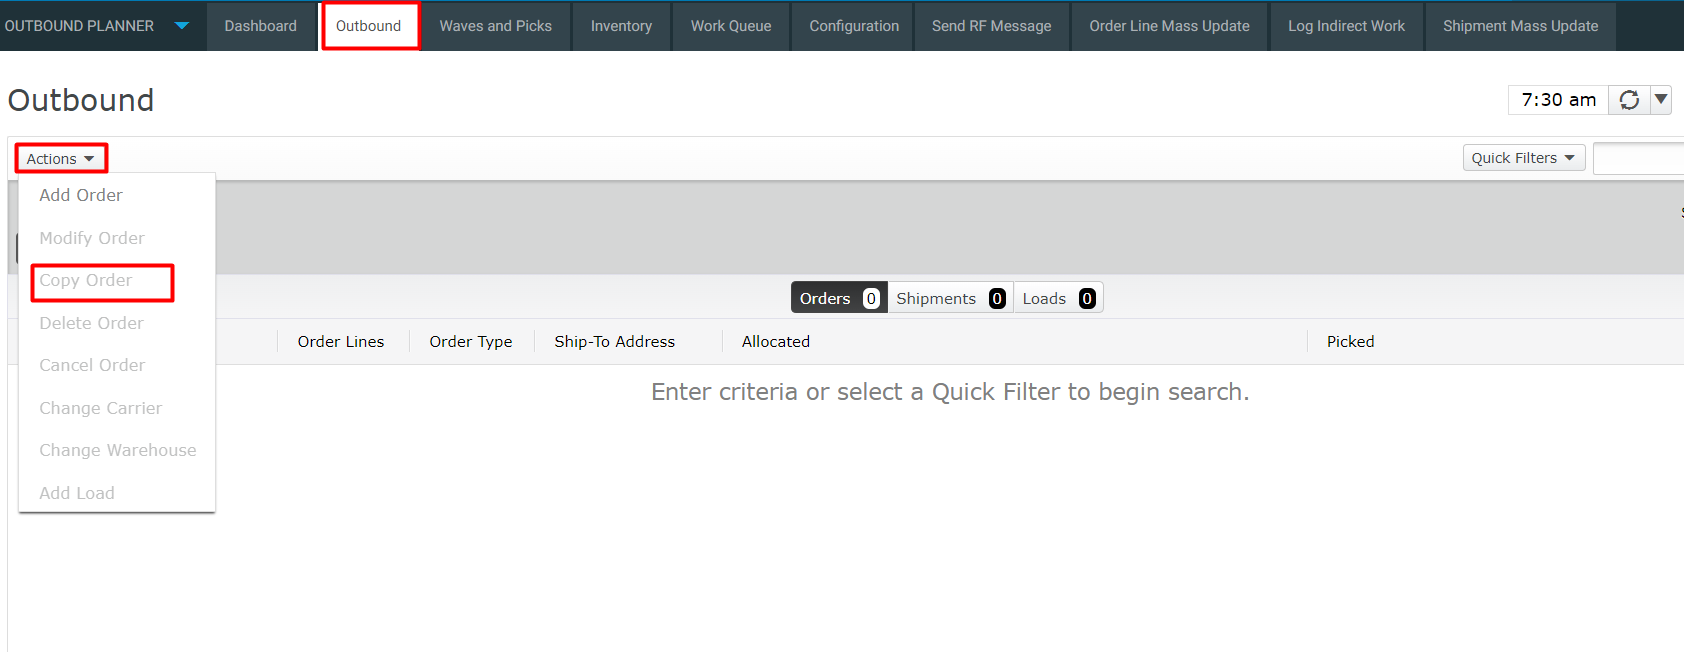 OUTBOUND PLANNER Dashboard Outbound Waves and Picks Inventory Work Queue Configuration Send RF Message Order Line Mass Update Log Indirect Work Shipment Mass Update
Outbound
7:30 am
Actions
Quick Filters
Add Order
Modify Order
Copy Order
Delete Order
Cancel Order
Change Carrier
Change Warehouse
Add Load
Orders 0 Shipments 0 Loads 0
Order Lines Order Type Ship-To Address Allocated Picked
Enter criteria or select a Quick Filter to begin search.